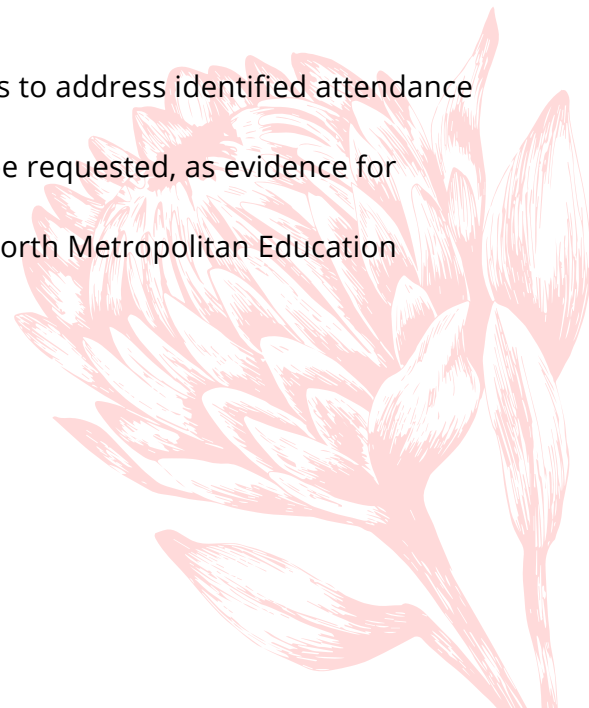 s to address identified attendance
e requested, as evidence for
orth Metropolitan Education